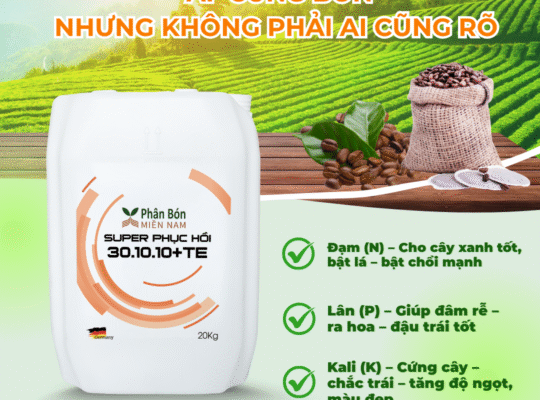 NHƯNG KHÔNG PHẢI AI CŨNG RÕ
Phân Bón
MIỀN NAM
SUPER PHỤC HỒI
30.10.10+TE
Germany
20Kg
Đạm (N) – Cho cây xanh tốt,
bật lá – bật chồi mạnh
Lân (P) – Giúp đâm rễ –
ra hoa – đậu trái tốt
Kali (K) – Cứng cây –
chắc trái – tăng độ ngọt,
màu đẹp